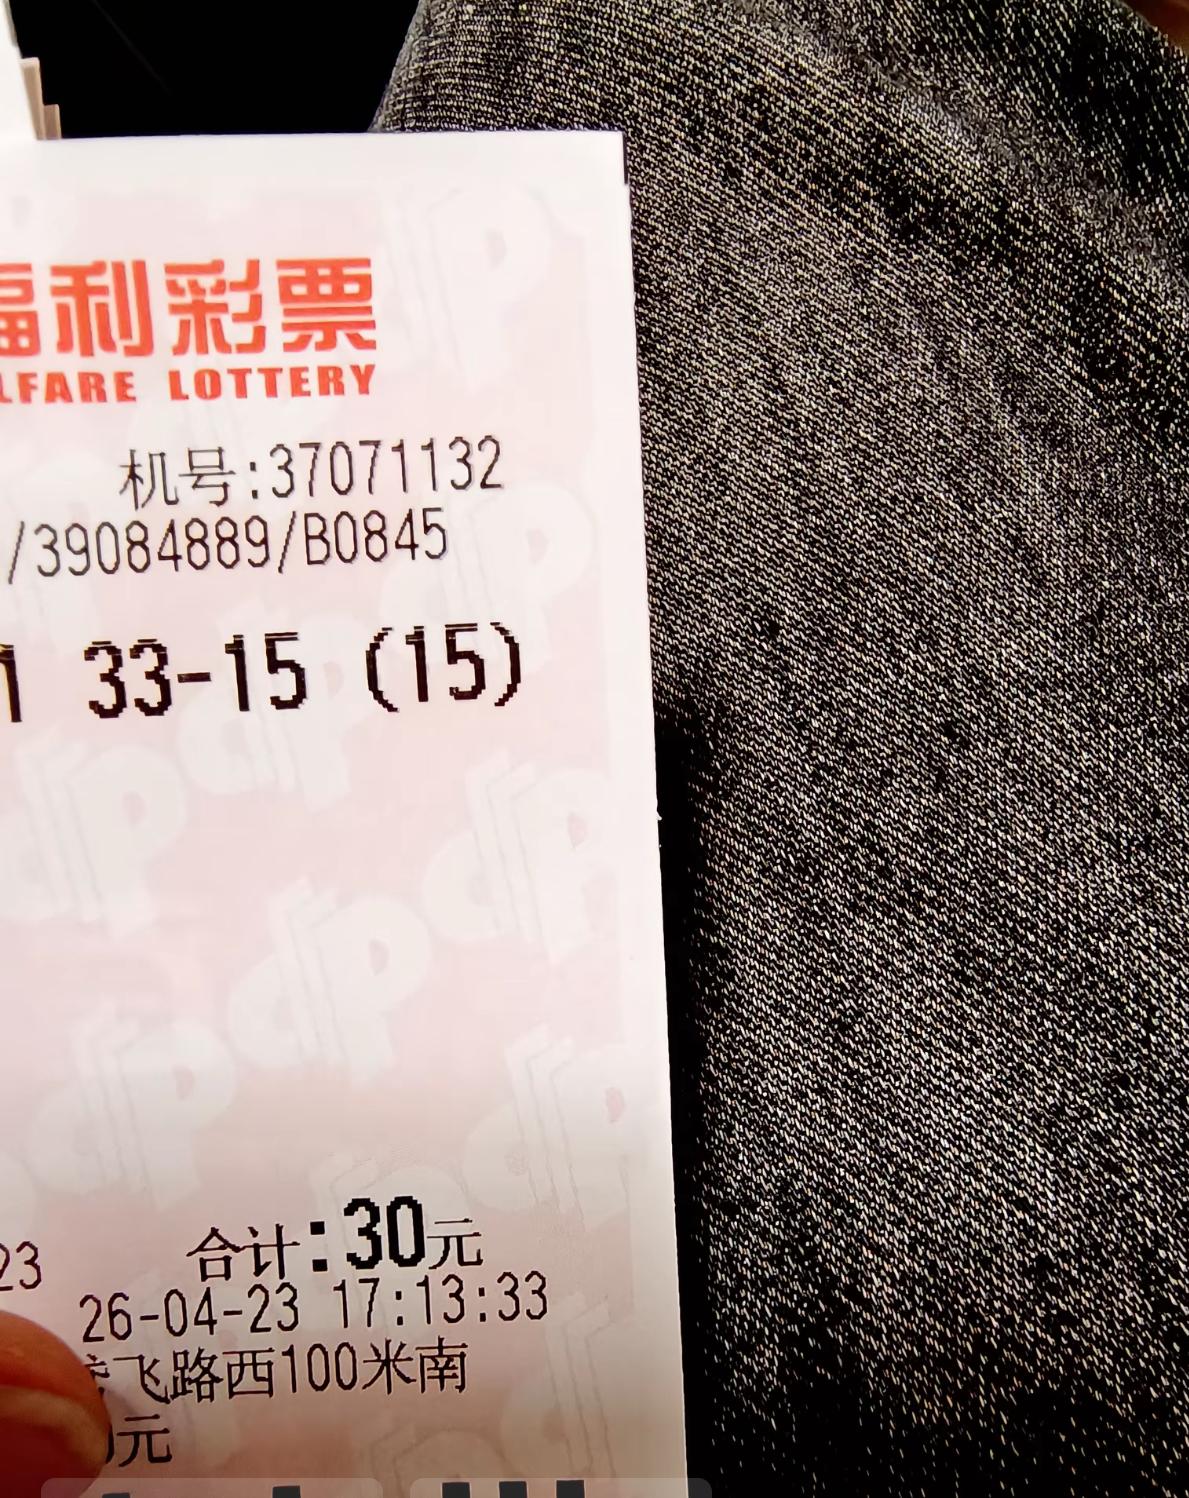 福利彩票
LFARE LOTTERY
机号:37071132
/39084889/B0845
1 33-15 (15)
合计:30元
23
26-04-23 17:13:33
飞路西100米南
元